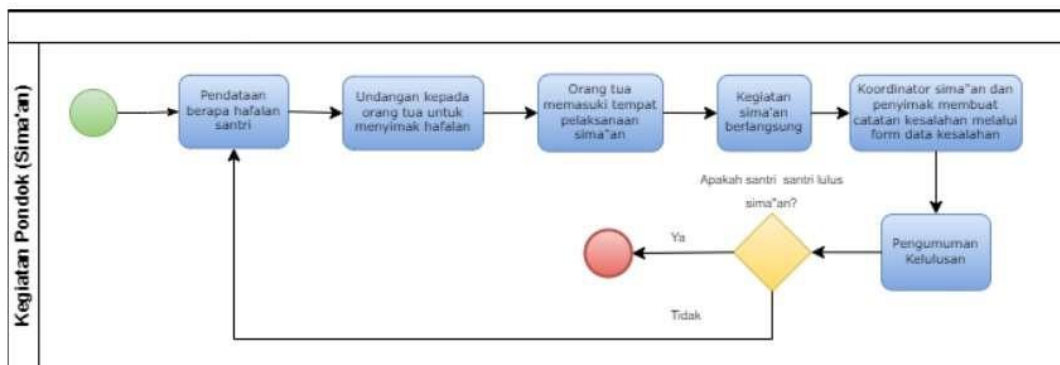 Kegiatan Pondok (Sima'an)
Pendataan
berapa hafalan
santri
Undangan kepada
orang tua untuk
menyimak hafalan
Orang tua
memasuki tempat
pelaksanaan
sima"an
Kegiatan
sima'an
berlangsung
Koordinator sima"an dan
penyimak membuat
catatan kesalahan melalui
form data kesalahan
Pengumuman
Kelulusan
Apakah santri santri lulus
sima"an?
Ya
Tidak